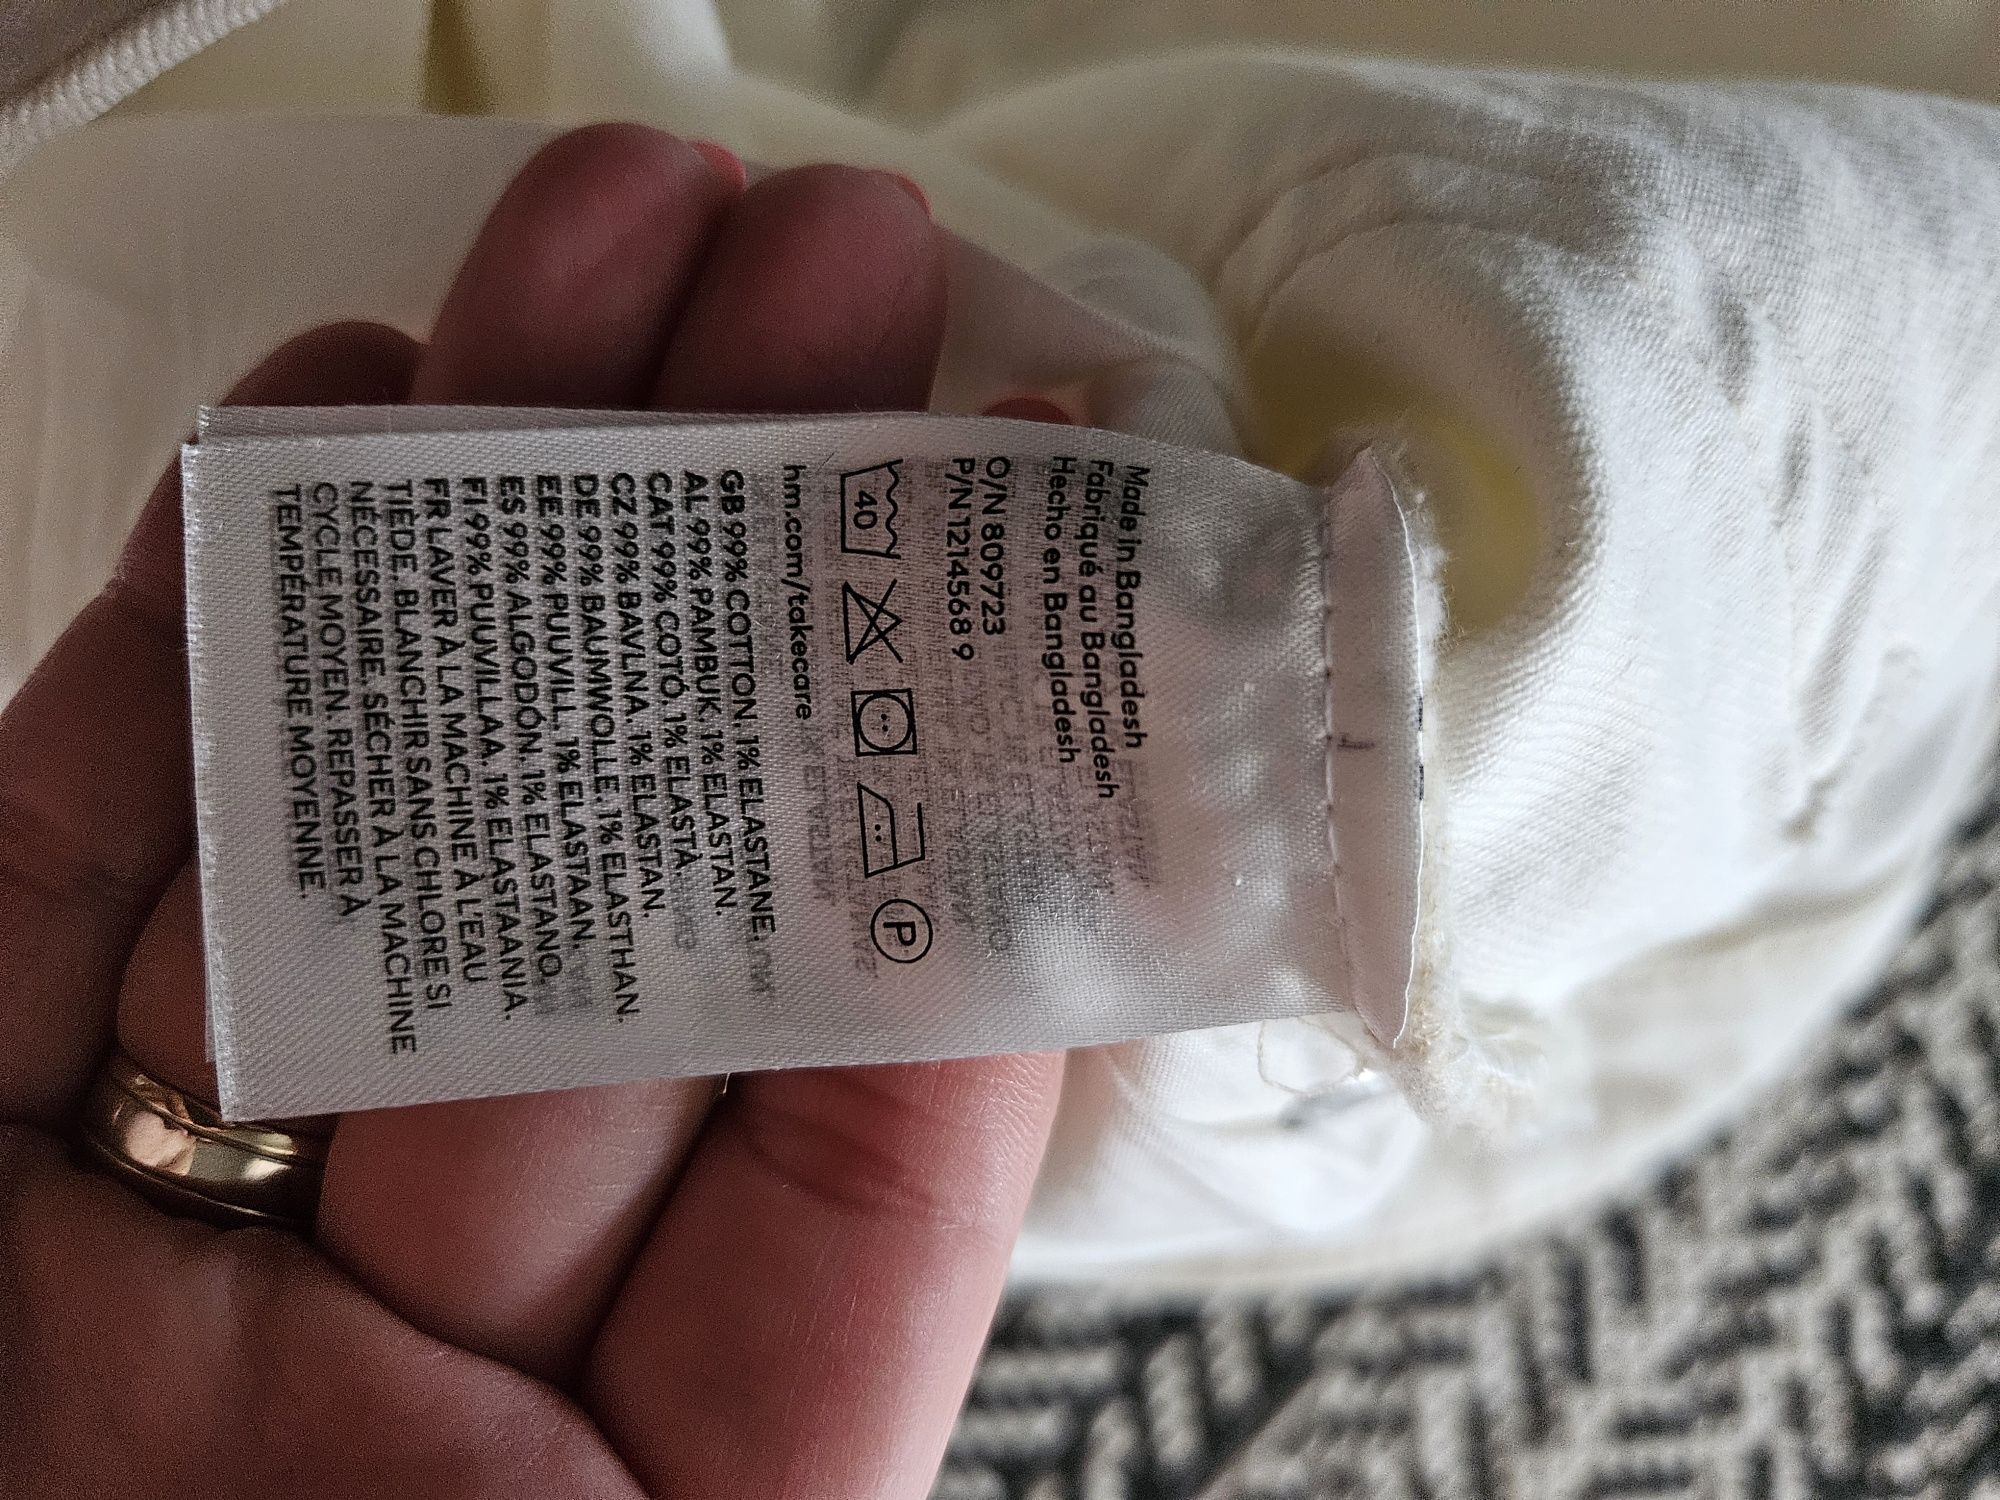 Made in Bangladesh
Fabriqué au Bangladesh
Hecho en Bangladesh
O/N 809723
P/N 1214568 9
40
P
hm.com/takecare
GB 99% COTTON. 1% ELASTANE.
AL 99% PAMBUK. 1% ELASTAN.
CAT 99% COTÓ. 1% ELASTÀ.
CZ 99% BAVLNA. 1% ELASTAN.
DE 99% BAUMWOLLE. 1% ELASTHAN.
EE 99% PUUVILL. 1% ELASTAAN.
ES 99% ALGODÓN. 1% ELASTANO.
FI 99% PUUVILLAA. 1% ELASTAANIA.
FR LAVER À LA MACHINE À L'EAU
TIÈDE. BLANCHIR SANS CHLORE SI
NÉCESSAIRE. SÉCHER À LA MACHINE
CYCLE MOYEN. REPASSER À
TEMPÉRATURE MOYENNE.